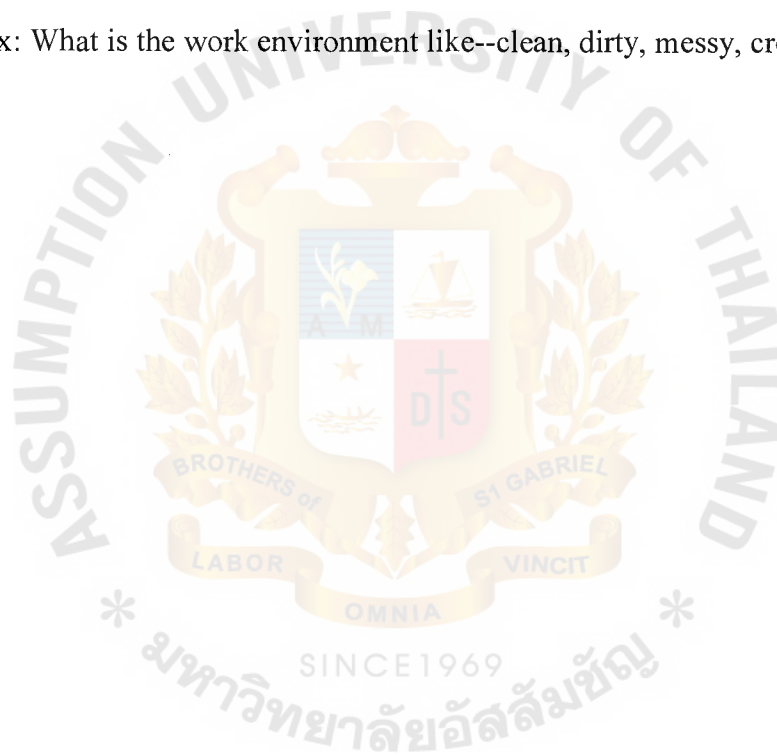 x: What is the work environment like--clean, dirty, messy, cr
ASSUMPTION UNIVERSITY OF THAILAND
A M
D S
BROTHERS of ST GABRIEL
LABOR OMNIA VINCIT
SINCE1969
* มหาวิทยาลัยอัสสัมชัญ *